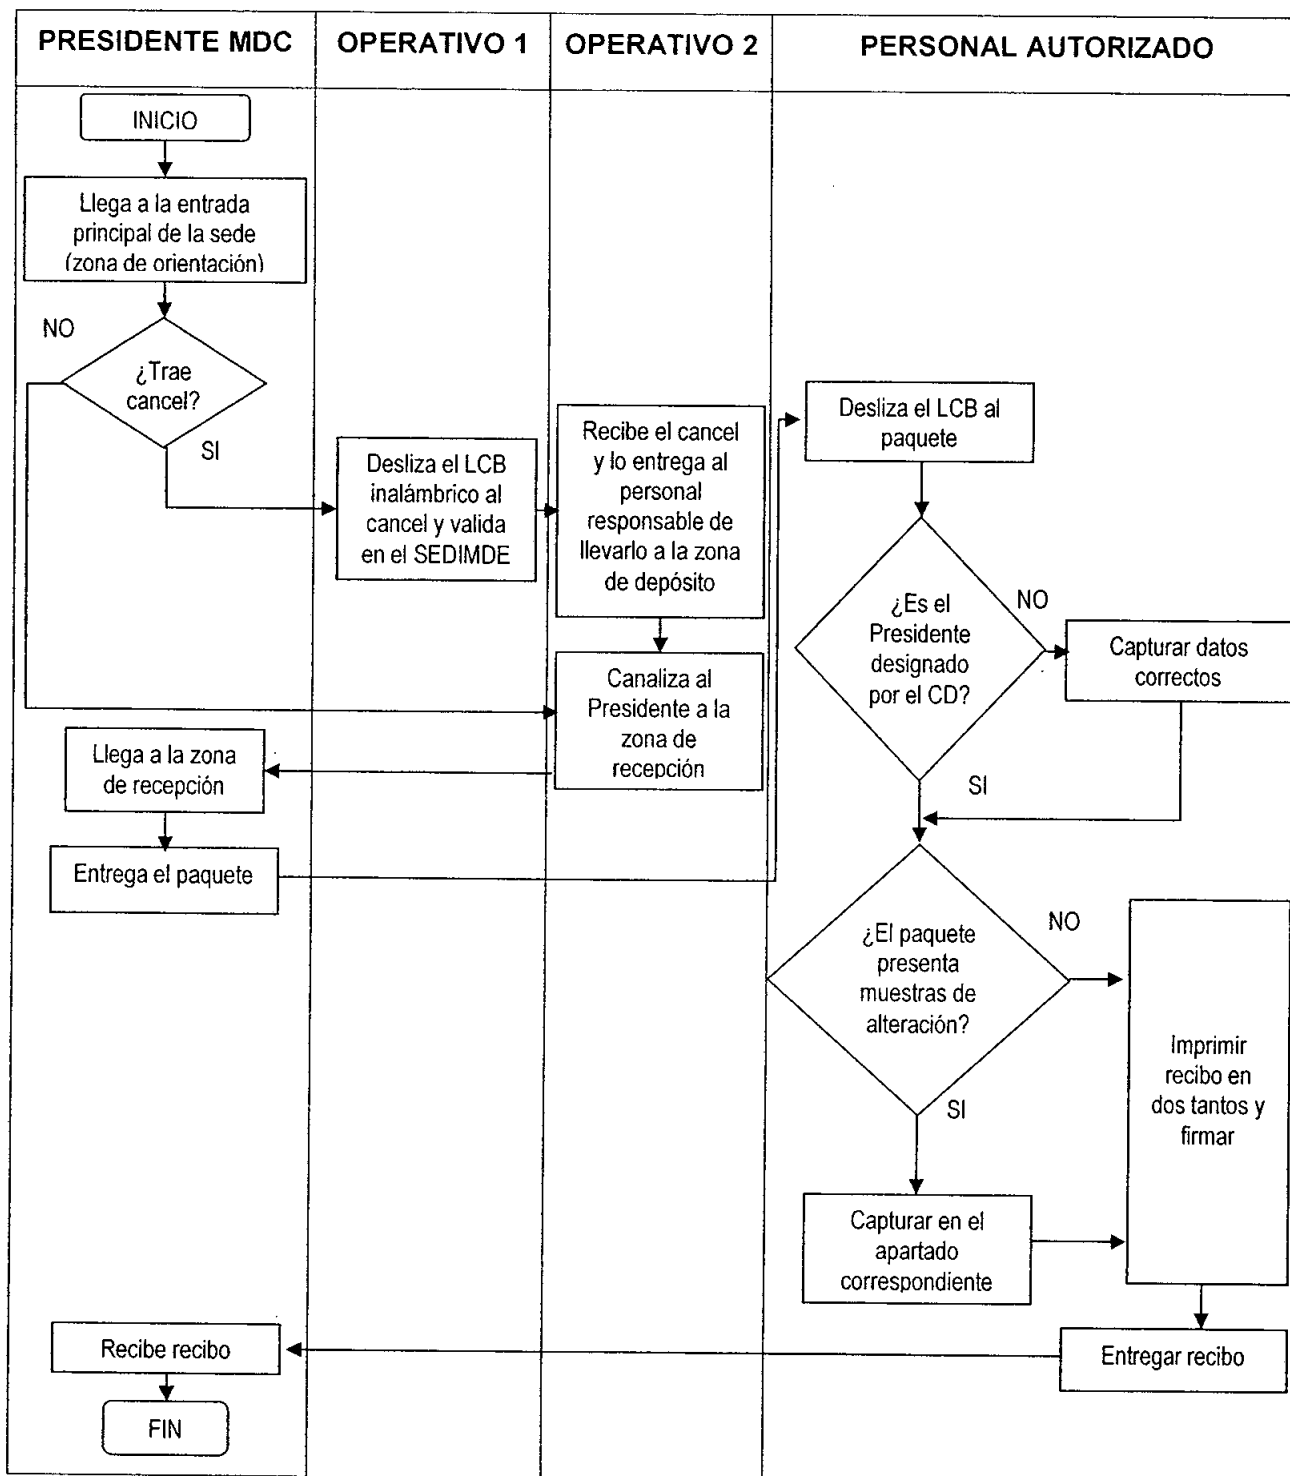 PRESIDENTE MDC
OPERATIVO 1
OPERATIVO 2
PERSONAL AUTORIZADO
INICIO
Llega a la entrada
principal de la sede
(zona de orientación)
NO
¿Trae
cancel?
SI
Desliza el LCB
inalámbrico al
cancel y valida
en el SEDIMDE
Recibe el cancel
y lo entrega al
personal
responsable de
llevarlo a la zona
de depósito
Canaliza al
Presidente a la
zona de
recepción
Llega a la zona
de recepción
Entrega el paquete
Desliza el LCB al
paquete
¿Es el
Presidente
designado
por el CD?
NO
Capturar datos
correctos
SI
¿El paquete
presenta
muestras de
alteración?
NO
SI
Capturar en el
apartado
correspondiente
Imprimir
recibo en
dos tantos y
firmar
Entregar recibo
Recibe recibo
FIN